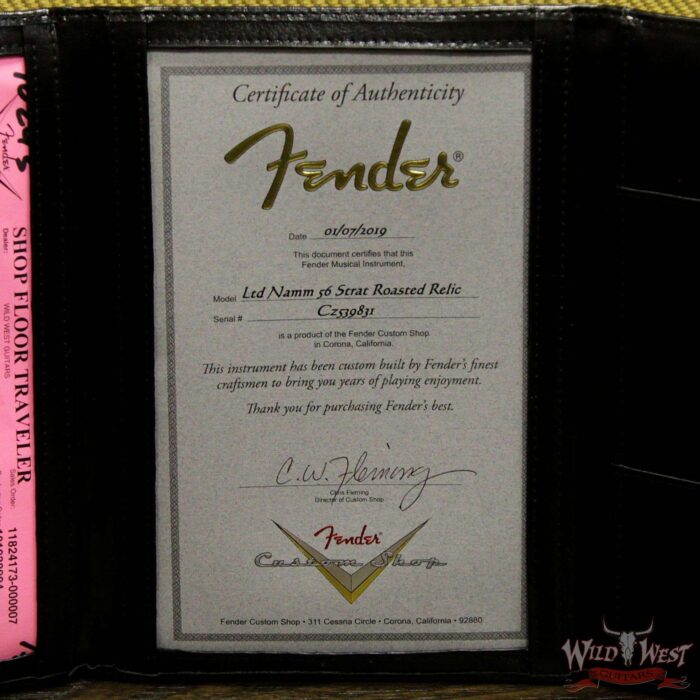 Certificate of Authenticity
Fender®
Date 01/07/2019
This document certifies that this
Fender Musical Instrument,
Model Ltd Namm 56 Strat Roasted Relic
Serial # Cz539831
is a product of the Fender Custom Shop
in Corona, California.
This instrument has been custom built by Fender's finest
craftsmen to bring you years of playing enjoyment.
Thank you for purchasing Fender's best.
C.W. Fleming
Chris Fleming
Director of Custom Shop
Fender
Custom Shop
Fender Custom Shop • 311 Cessna Circle • Corona, California • 92880
Fender
SHOP FLOOR TRAVELER
Dealer:
WILD WEST GUITARS
Sales Order:
11824173-000007
WILD WEST
GUITARS